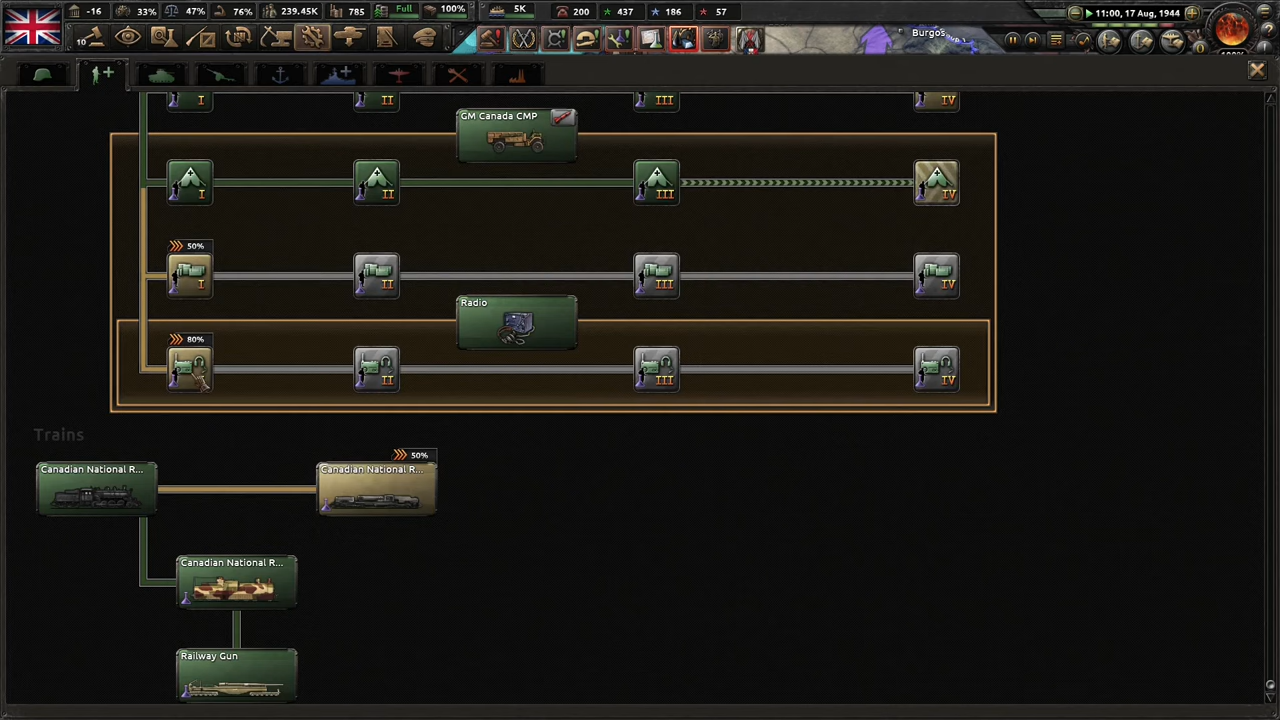 -16 33% 47% 76% 239.45K 785 Full 100% 5K 200 437 186 57 11:00, 17 Aug, 1944
10 Burgos 0 100%
I II III IV
GM Canada CMP
I II III IV
50%
I II III IV
Radio
80%
II III IV
Trains
50%
Canadian National R... Canadian National R...
Canadian National R...
Railway Gun